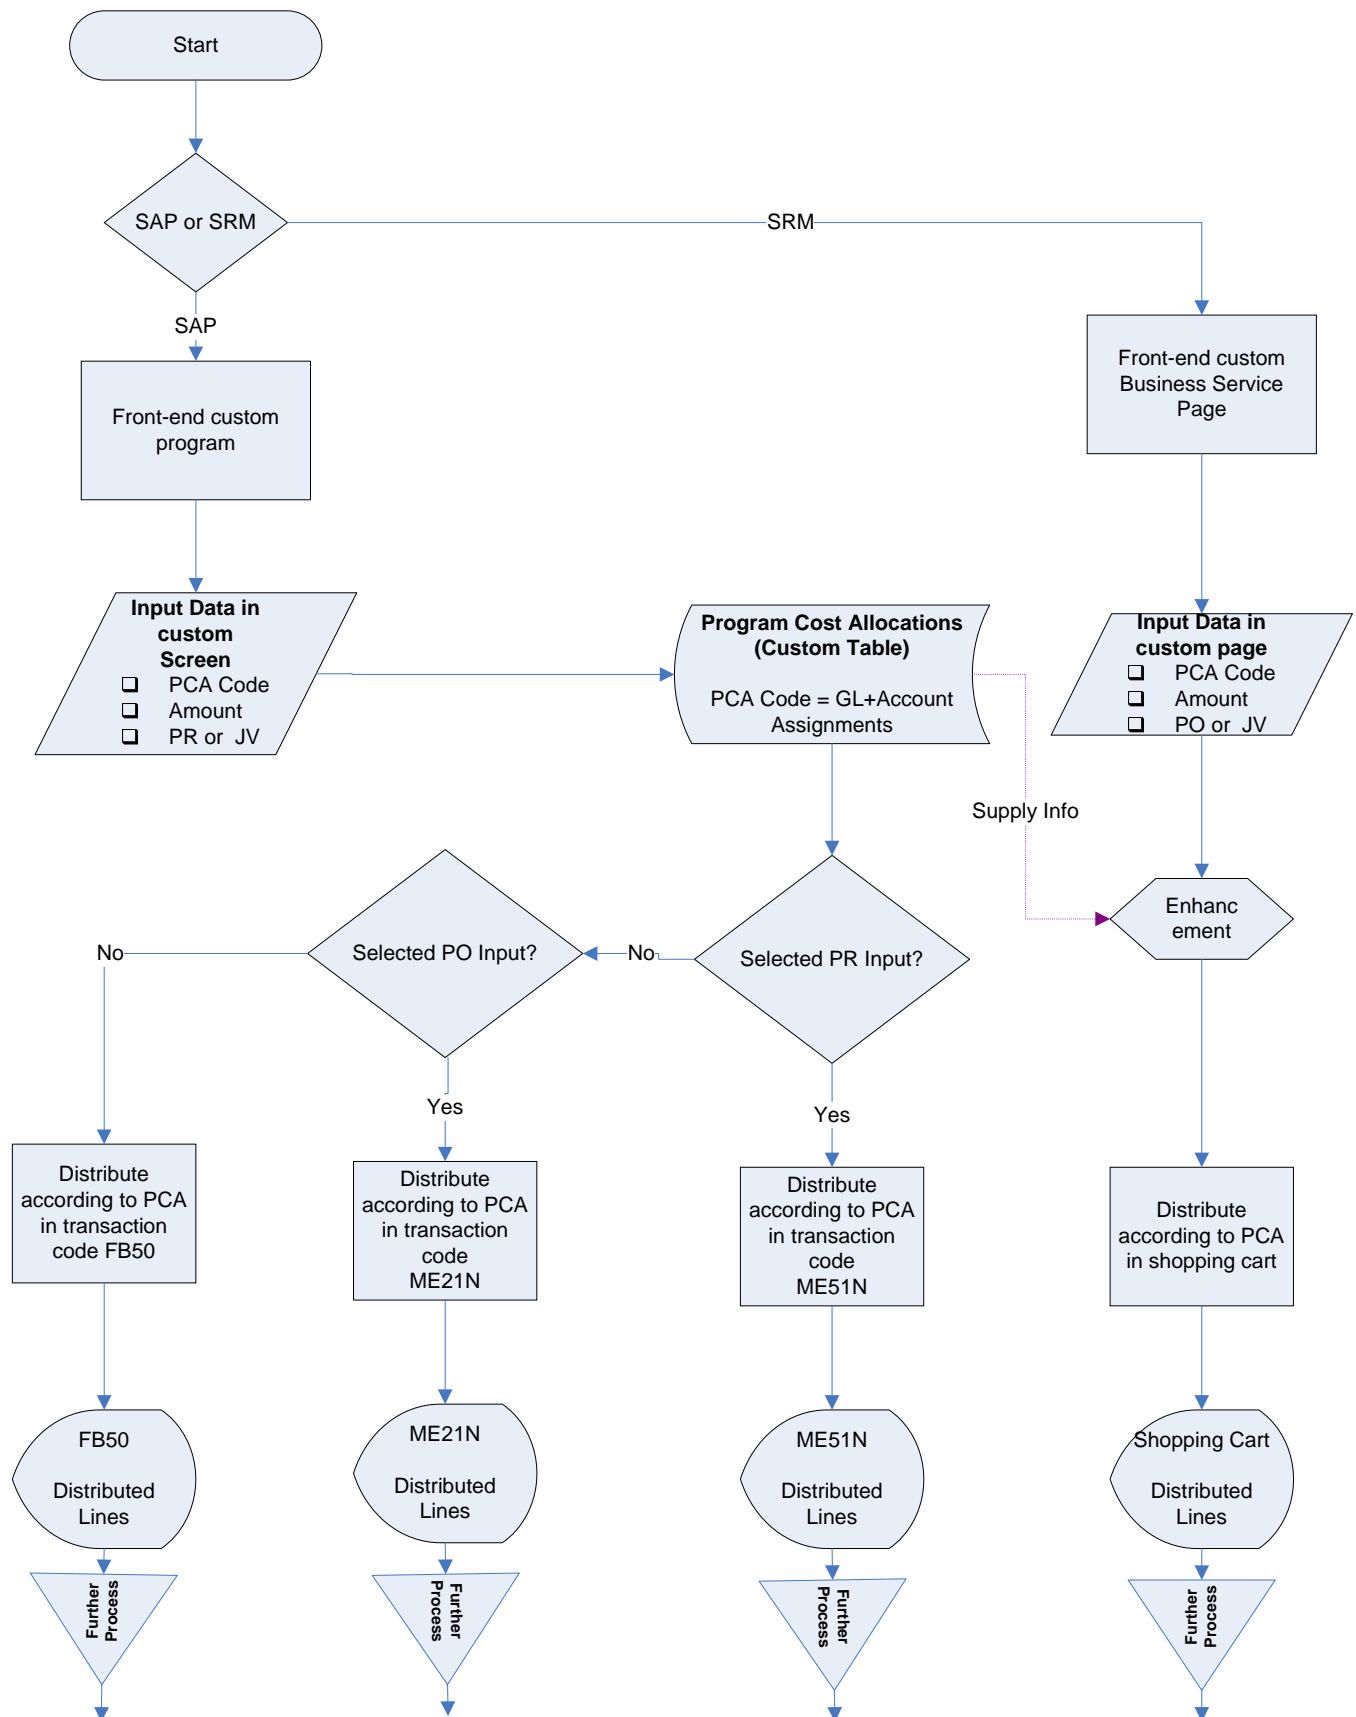 Start
SAP or SRM
SRM
SAP
Front-end custom
program
Front-end custom
Business Service
Page
Input Data in
custom
Screen
❑ PCA Code
❑ Amount
❑ PR or JV
Program Cost Allocations
(Custom Table)
PCA Code = GL+Account
Assignments
Input Data in
custom page
❑ PCA Code
❑ Amount
❑ PO or JV
Supply Info
Enhanc
ement
No
Selected PO Input?
No
Selected PR Input?
Yes
Yes
Distribute
according to PCA
in transaction
code FB50
Distribute
according to PCA
in transaction
code
ME21N
Distribute
according to PCA
in transaction
code
ME51N
Distribute
according to PCA
in shopping cart
FB50
Distributed
Lines
ME21N
Distributed
Lines
ME51N
Distributed
Lines
Shopping Cart
Distributed
Lines
Further
Process
Further
Process
Further
Process
Further
Process